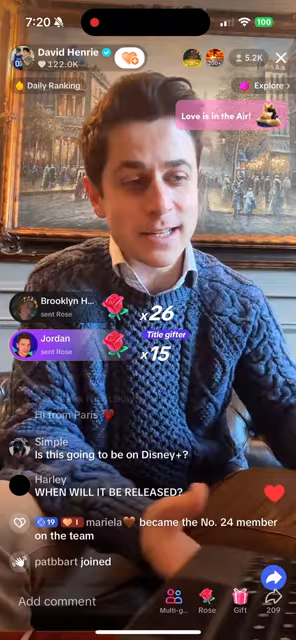 7:20
100
David Henrie
122.0K
5.2K
Daily Ranking
Explore >
Love is in the Air!
Brooklyn H...
sent Rose
x26
Jordan
sent Rose
Title gifter
x15
Hi from Paris
Simple
Is this going to be on Disney+?
Harley
WHEN WILL IT BE RELEASED?
19 1 mariela became the No. 24 member
on the team
patbbart joined
Add comment
Multi-g...
Rose
Gift
209